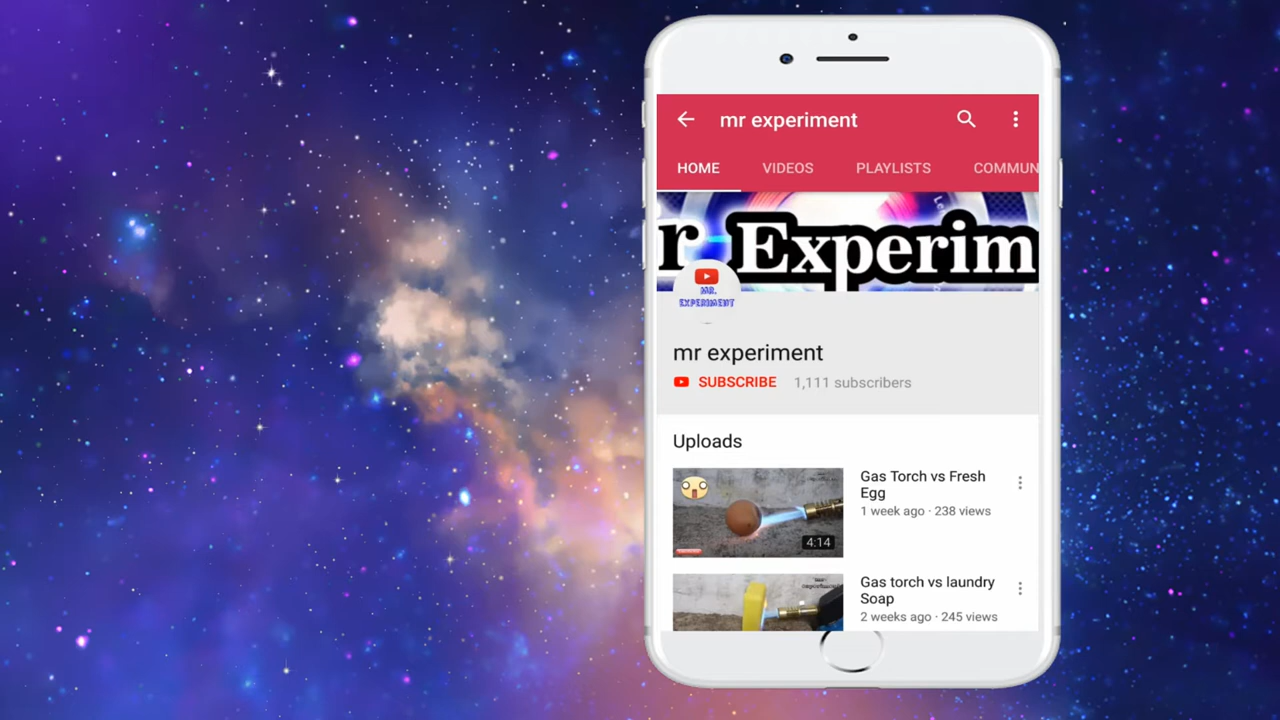 mr experiment
HOME VIDEOS PLAYLISTS COMMUN
r Experim
MR.
EXPERIMENT
mr experiment
SUBSCRIBE 1,111 subscribers
Uploads
Gas Torch vs Fresh
Egg
1 week ago · 238 views
4:14
Gas torch vs laundry
Soap
2 weeks ago · 245 views